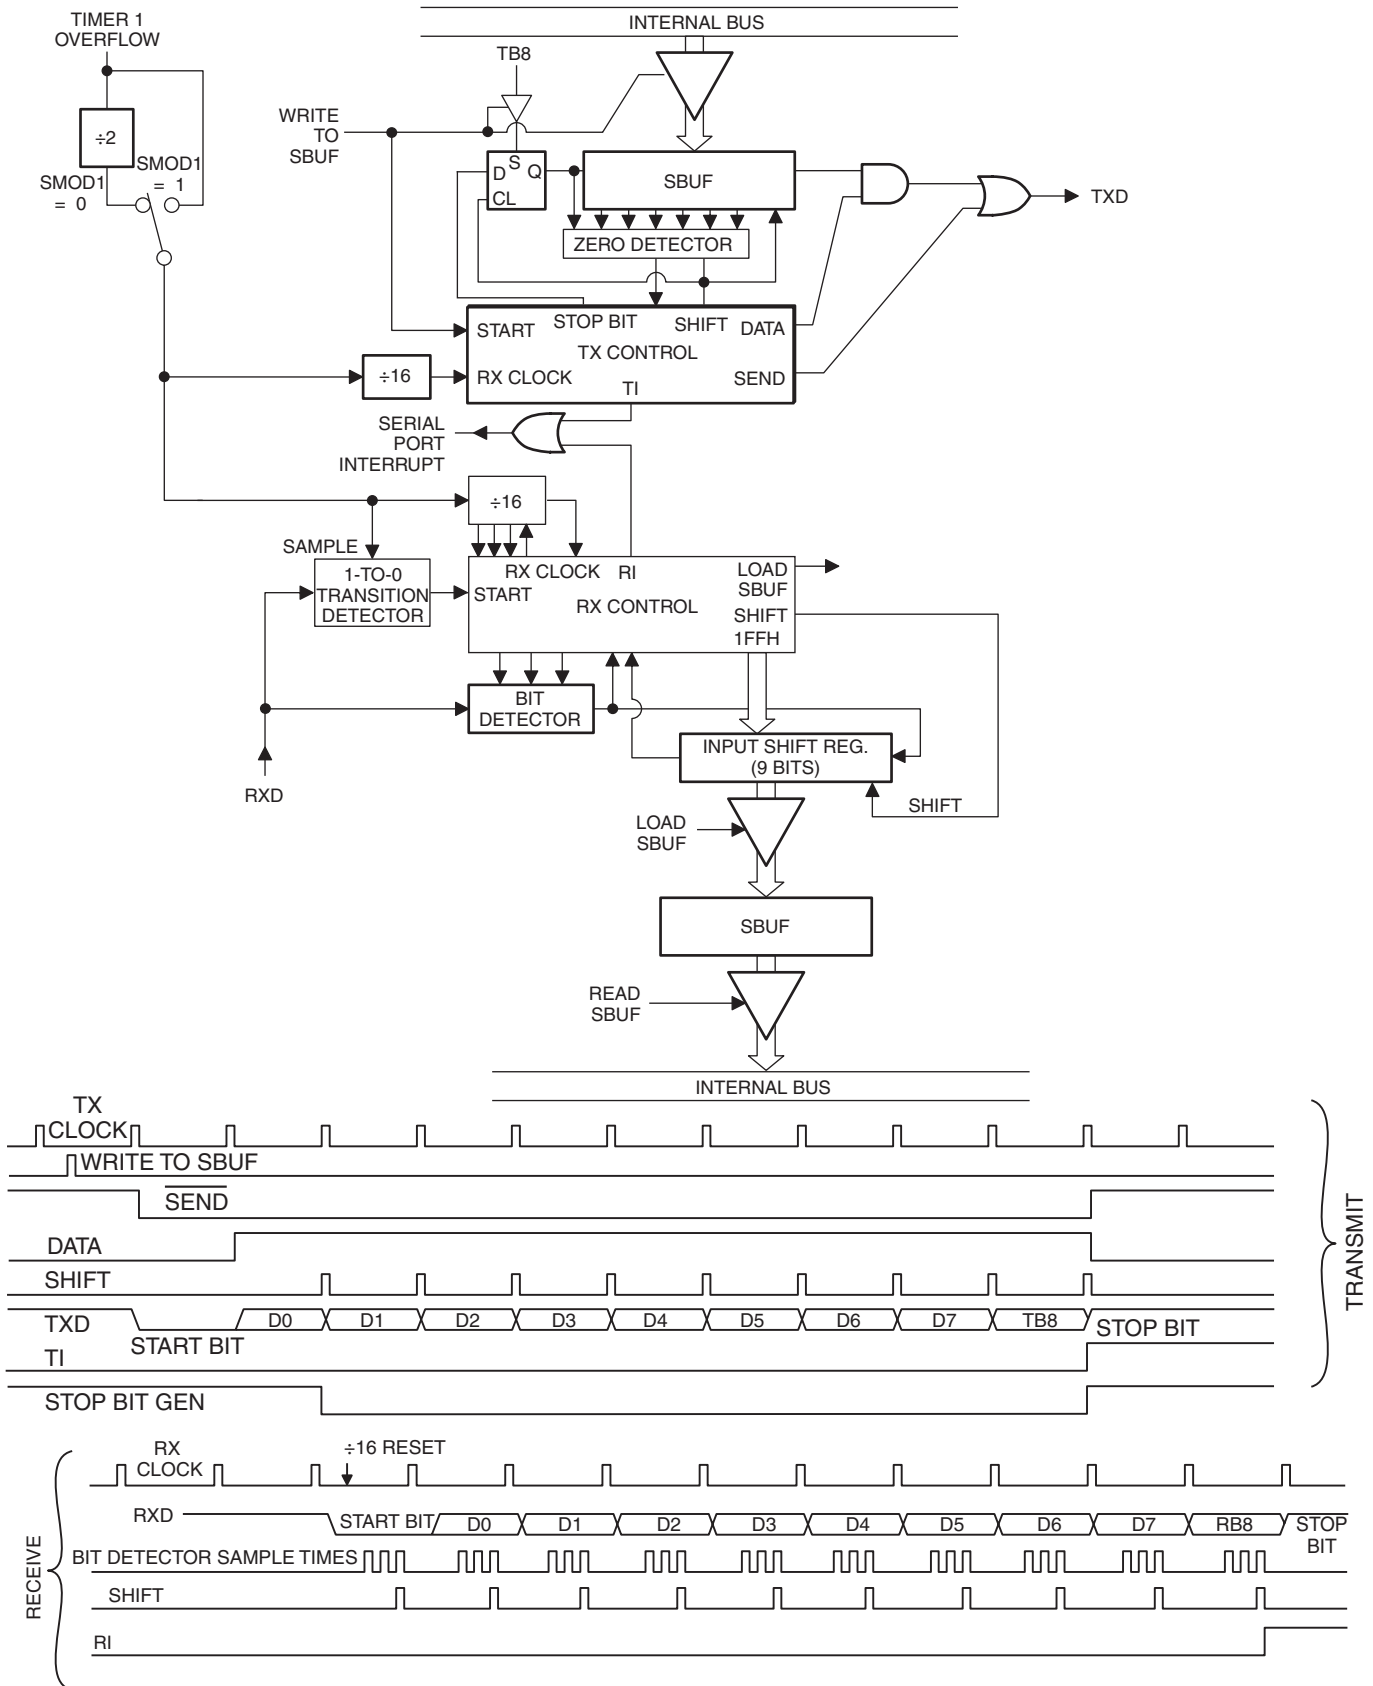 TIMER 1
OVERFLOW
INTERNAL BUS
TB8
WRITE
TO
SBUF
÷2
SMOD1
= 0
SMOD1
= 1
D
S
Q
CL
SBUF
ZERO DETECTOR
TXD
START
STOP BIT
SHIFT
DATA
TX CONTROL
÷16
RX CLOCK
TI
SEND
SERIAL
PORT
INTERRUPT
÷16
SAMPLE
1-TO-0
TRANSITION
DETECTOR
RX CLOCK
RI
START
RX CONTROL
LOAD
SBUF
SHIFT
1FFH
BIT
DETECTOR
INPUT SHIFT REG.
(9 BITS)
RXD
SHIFT
LOAD
SBUF
SBUF
READ
SBUF
INTERNAL BUS
TX
CLOCK
WRITE TO SBUF
SEND
DATA
SHIFT
TXD
START BIT
D0
D1
D2
D3
D4
D5
D6
D7
TB8
STOP BIT
TI
STOP BIT GEN
TRANSMIT
RX
CLOCK
÷16 RESET
RXD
START BIT
D0
D1
D2
D3
D4
D5
D6
D7
RB8
STOP
BIT
BIT DETECTOR SAMPLE TIMES
SHIFT
RI
RECEIVE